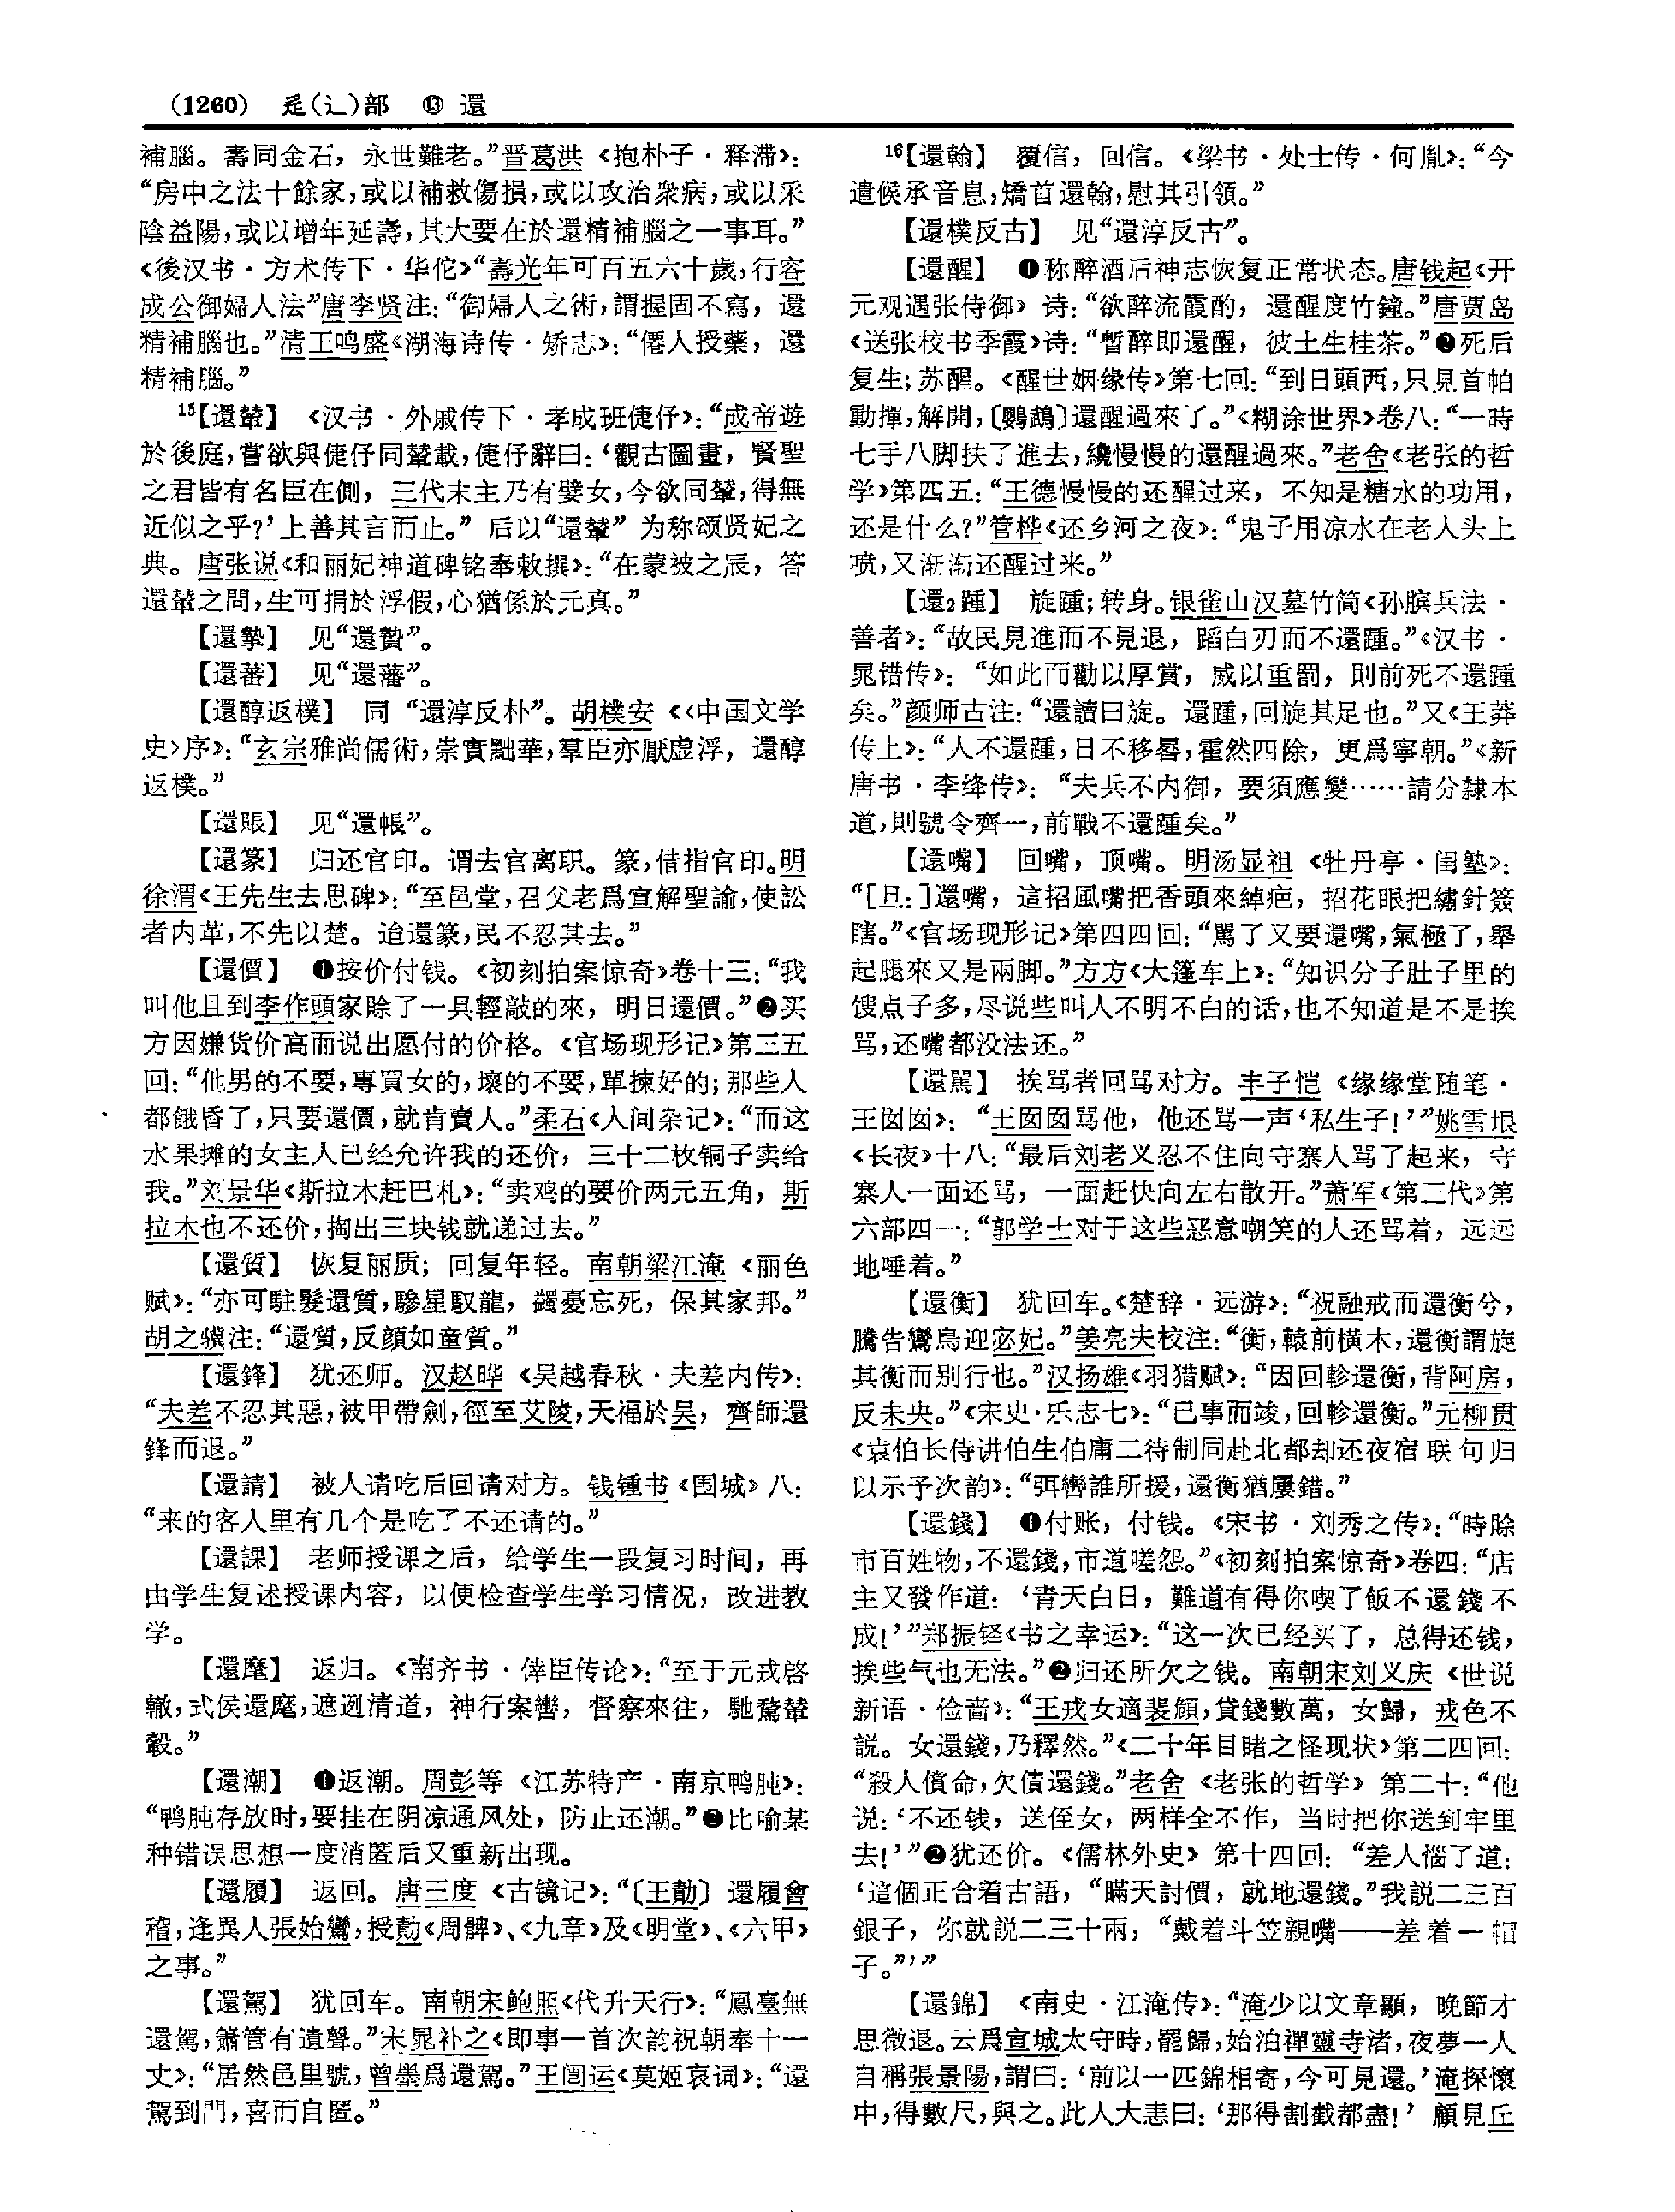 (1260) 辵(辶)部 ⑬ 還
補腦。壽同金石，永世難老。”晋葛洪《抱朴子·释滞》：
“房中之法十餘家，或以補救傷損，或以攻治衆病，或以采
陰益陽，或以增年延壽，其大要在於還精補腦之一事耳。”
《後汉书·方术传下·华佗》“壽光年可百五六十歲，行容
成公御婦人法”唐李贤注：“御婦人之術，謂握固不寫，還
精補腦也。”清王鸣盛《湖海诗传·矫志》：“僊人授藥，還
精補腦。”
15【還輦】 《汉书·外戚传下·孝成班倢伃》：“成帝遊
於後庭，嘗欲與倢伃同輦載，倢伃辭曰：‘觀古圖畫，賢聖
之君皆有名臣在側，三代末主乃有嬖女，今欲同輦，得無
近似之乎？’上善其言而止。”后以“還輦”为称颂贤妃之
典。唐张说《和丽妃神道碑铭奉敕撰》：“在蒙被之辰，答
還輦之問，生可捐於浮假，心猶係於元真。”
【還摯】 见“還贄”。
【還蕃】 见“還藩”。
【還醇返樸】 同“還淳反朴”。胡樸安《〈中国文学
史〉序》：“玄宗雅尚儒術，崇實黜華，羣臣亦厭虚浮，還醇
返樸。”
【還賬】 见“還帳”。
【還篆】 归还官印。谓去官离职。篆，借指官印。明
徐渭《王先生去思碑》：“至邑堂，召父老爲宣解聖諭，使訟
者内革，不先以楚。迨還篆，民不忍其去。”
【還價】 ❶按价付钱。《初刻拍案惊奇》卷十三：“我
叫他且到李作頭家賒了一具輕敲的來，明日還價。”❷买
方因嫌货价高而说出愿付的价格。《官场现形记》第三五
回：“他男的不要，專買女的，壞的不要，單揀好的；那些人
都餓昏了，只要還價，就肯賣人。”柔石《人间杂记》：“而这
水果摊的女主人已经允许我的还价，三十二枚铜子卖给
我。”刘景华《斯拉木赶巴札》：“卖鸡的要价两元五角，斯
拉木也不还价，掏出三块钱就递过去。”
【還質】 恢复丽质；回复年轻。南朝梁江淹《丽色
赋》：“亦可駐髮還質，驂星馭龍，蠲憂忘死，保其家邦。”
胡之骥注：“還質，反顔如童質。”
【還鋒】 犹还师。汉赵晔《吴越春秋·夫差内传》：
“夫差不忍其惡，被甲帶劍，徑至艾陵，天福於吴，齊師還
鋒而退。”
【還請】 被人请吃后回请对方。钱锺书《围城》八：
“来的客人里有几个是吃了不还请的。”
【還課】 老师授课之后，给学生一段复习时间，再
由学生复述授课内容，以便检查学生学习情况，改进教
学。
【還麾】 返归。《南齐书·倖臣传论》：“至于元戎啓
轍，式侯還麾，遮迾清道，神行案轡，督察來往，馳騖輦
轂。”
【還潮】 ❶返潮。周彭等《江苏特产·南京鸭肫》：
“鸭肫存放时，要挂在阴凉通风处，防止还潮。”❷比喻某
种错误思想一度消匿后又重新出现。
【還履】 返回。唐王度《古镜记》：“〔王勣〕還履會
稽，逢異人張始鸞，授勣《周髀》、《九章》及《明堂》、《六甲》
之事。”
【還駕】 犹回车。南朝宋鲍照《代升天行》：“鳳臺無
還駕，簫管有遺聲。”宋晁补之《即事一首次韵祝朝奉十一
丈》：“居然邑里號，曾墨爲還駕。”王闿运《莫姬哀词》：“還
駕到門，喜而自匿。”
16【還翰】 覆信，回信。《梁书·处士传·何胤》：“今
遣候承音息，矯首還翰，慰其引領。”
【還樸反古】 见“還淳反古”。
【還醒】 ❶称醉酒后神志恢复正常状态。唐钱起《开
元观遇张侍御》诗：“欲醉流霞酌，還醒度竹鐘。”唐贾岛
《送张校书季霞》诗：“暫醉即還醒，彼土生桂茶。”❷死后
复生；苏醒。《醒世姻缘传》第七回：“到日頭西，只見首帕
動撣，解開，〔鸚鵡〕還醒過來了。”《糊涂世界》卷八：“一時
七手八脚扶了進去，纔慢慢的還醒過來。”老舍《老张的哲
学》第四五：“王德慢慢的还醒过来，不知是糖水的功用，
还是什么？”管桦《还乡河之夜》：“鬼子用凉水在老人头上
喷，又渐渐还醒过来。”
【還2踵】 旋踵；转身。银雀山汉墓竹简《孙膑兵法·
善者》：“故民見進而不見退，蹈白刃而不還踵。”《汉书·
晁错传》：“如此而勸以厚賞，威以重罰，則前死不還踵
矣。”颜师古注：“還讀曰旋。還踵，回旋其足也。”又《王莽
传上》：“人不還踵，日不移晷，霍然四除，更爲寧朝。”《新
唐书·李绛传》：“夫兵不内御，要須應變……請分隸本
道，則號令齊一，前戰不還踵矣。”
【還嘴】 回嘴，顶嘴。明汤显祖《牡丹亭·闺塾》：
“[旦：]還嘴，這招風嘴把香頭來綽疤，招花眼把繡針簽
瞎。”《官场现形记》第四四回：“駡了又要還嘴，氣極了，舉
起腿來又是兩脚。”方方《大篷车上》：“知识分子肚子里的
馊点子多，尽说些叫人不明不白的话，也不知道是不是挨
骂，还嘴都没法还。”
【還駡】 挨骂者回骂对方。丰子恺《缘缘堂随笔·
王囡囡》：“王囡囡骂他，他还骂一声‘私生子！’”姚雪垠
《长夜》十八：“最后刘老义忍不住向守寨人骂了起来，守
寨人一面还骂，一面赶快向左右散开。”萧军《第三代》第
六部四一：“郭学士对于这些恶意嘲笑的人还骂着，远远
地唾着。”
【還衡】 犹回车。《楚辞·远游》：“祝融戒而還衡兮，
騰告鸞鳥迎宓妃。”姜亮夫校注：“衡，轅前横木，還衡謂旋
其衡而别行也。”汉扬雄《羽猎赋》：“因回軫還衡，背阿房，
反未央。”《宋史·乐志七》：“已事而竣，回軫還衡。”元柳贯
《袁伯长侍讲伯生伯庸二待制同赴北都却还夜宿联句归
以示予次韵》：“弭轡誰所援，還衡猶屢錯。”
【還錢】 ❶付账，付钱。《宋书·刘秀之传》：“時賒
市百姓物，不還錢，市道嗟怨。”《初刻拍案惊奇》卷四：“店
主又發作道：‘青天白日，難道有得你喫了飯不還錢不
成！’”郑振铎《书之幸运》：“这一次已经买了，总得还钱，
挨些气也无法。”❷归还所欠之钱。南朝宋刘义庆《世说
新语·俭啬》：“王戎女適裴頠，貸錢數萬，女歸，戎色不
説。女還錢，乃釋然。”《二十年目睹之怪现状》第二四回：
“殺人償命，欠債還錢。”老舍《老张的哲学》第二十：“他
说：‘不还钱，送侄女，两样全不作，当时把你送到牢里
去！’”❷犹还价。《儒林外史》第十四回：“差人惱了道：
‘這個正合着古語，“瞞天討價，就地還錢。”我説二三百
銀子，你就説二三十兩，“戴着斗笠親嘴——差着一帽
子。”’”
【還錦】 《南史·江淹传》：“淹少以文章顯，晚節才
思微退。云爲宣城太守時，罷歸，始泊禪靈寺渚，夜夢一人
自稱張景陽，謂曰：‘前以一匹錦相寄，今可見還。’淹探懷
中，得數尺，與之。此人大恚曰：‘那得割截都盡！’顧見丘